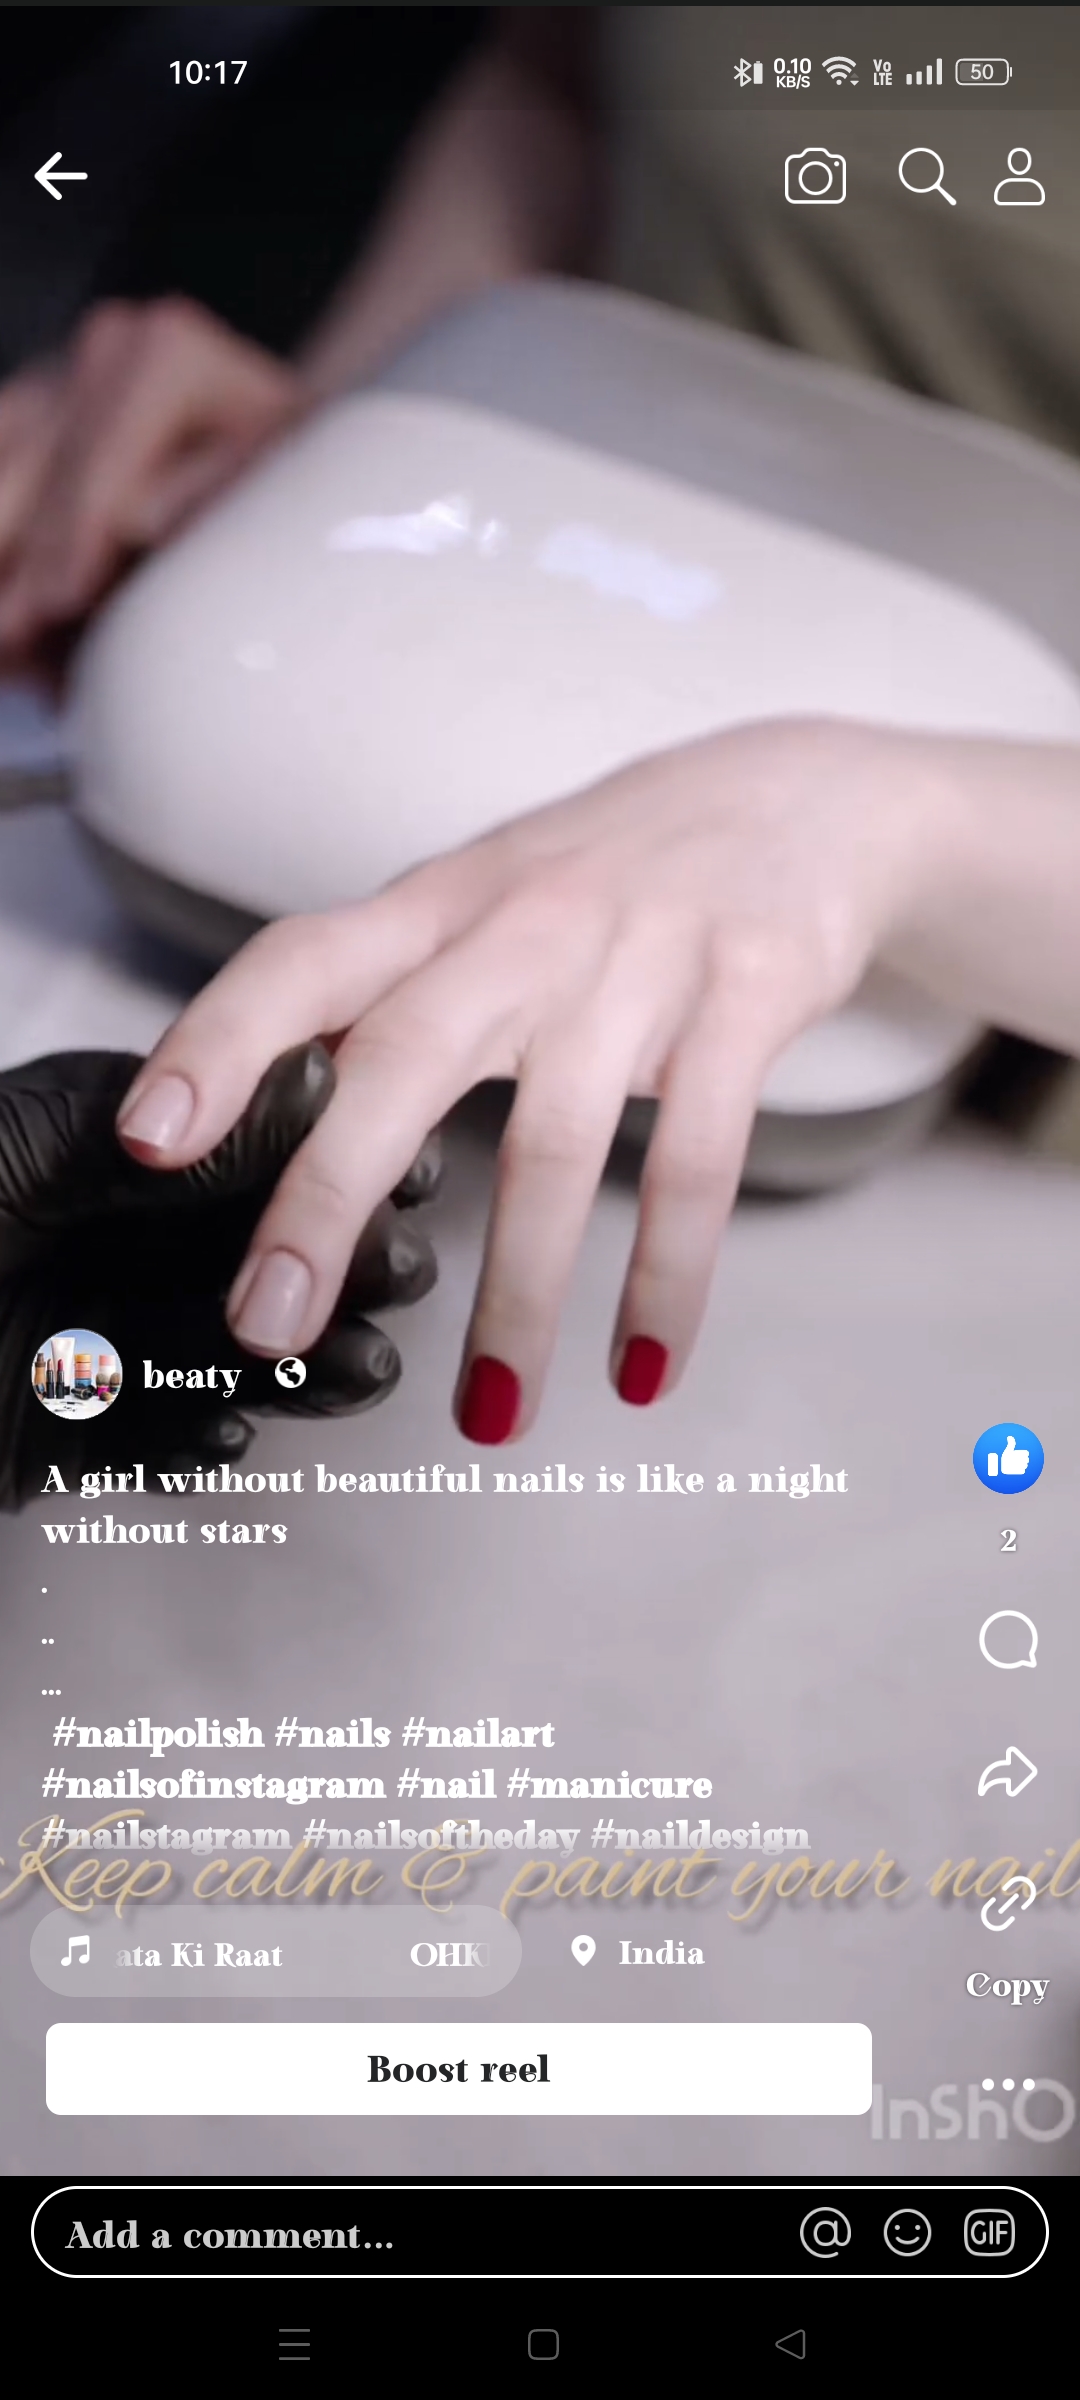 10:17
0.10
KB/S
Vo
LTE
50
beaty
A girl without beautiful nails is like a night
without stars
.
..
...
#nailpolish #nails #nailart
#nailsofinstagram #nail #manicure
#nailstagram #nailsoftheday #naildesign
Keep calm & paint your nail
ata Ki Raat OHK
India
2
Copy
Boost reel
InShO
Add a comment...
GIF